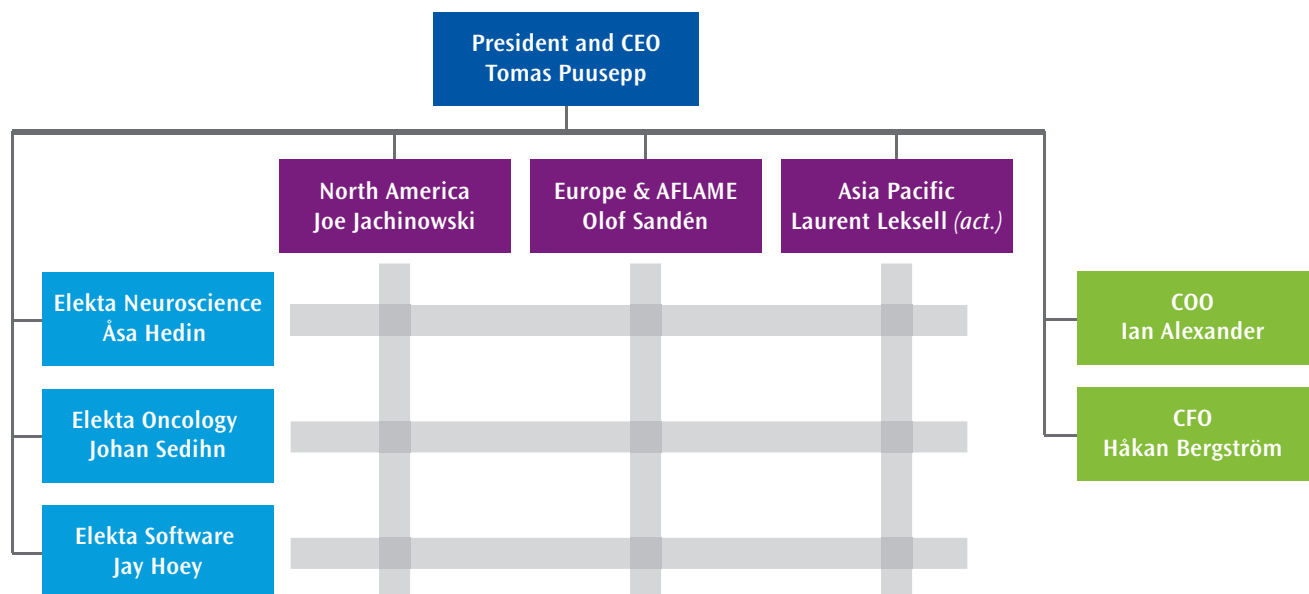 President and CEO
Tomas Puusepp
North America
Joe Jachinowski
Europe & AFLAME
Olof Sandén
Asia Pacific
Laurent Leksell (act.)
Elekta Neuroscience
Åsa Hedin
COO
Ian Alexander
Elekta Oncology
Johan Sedihn
CFO
Håkan Bergström
Elekta Software
Jay Hoey